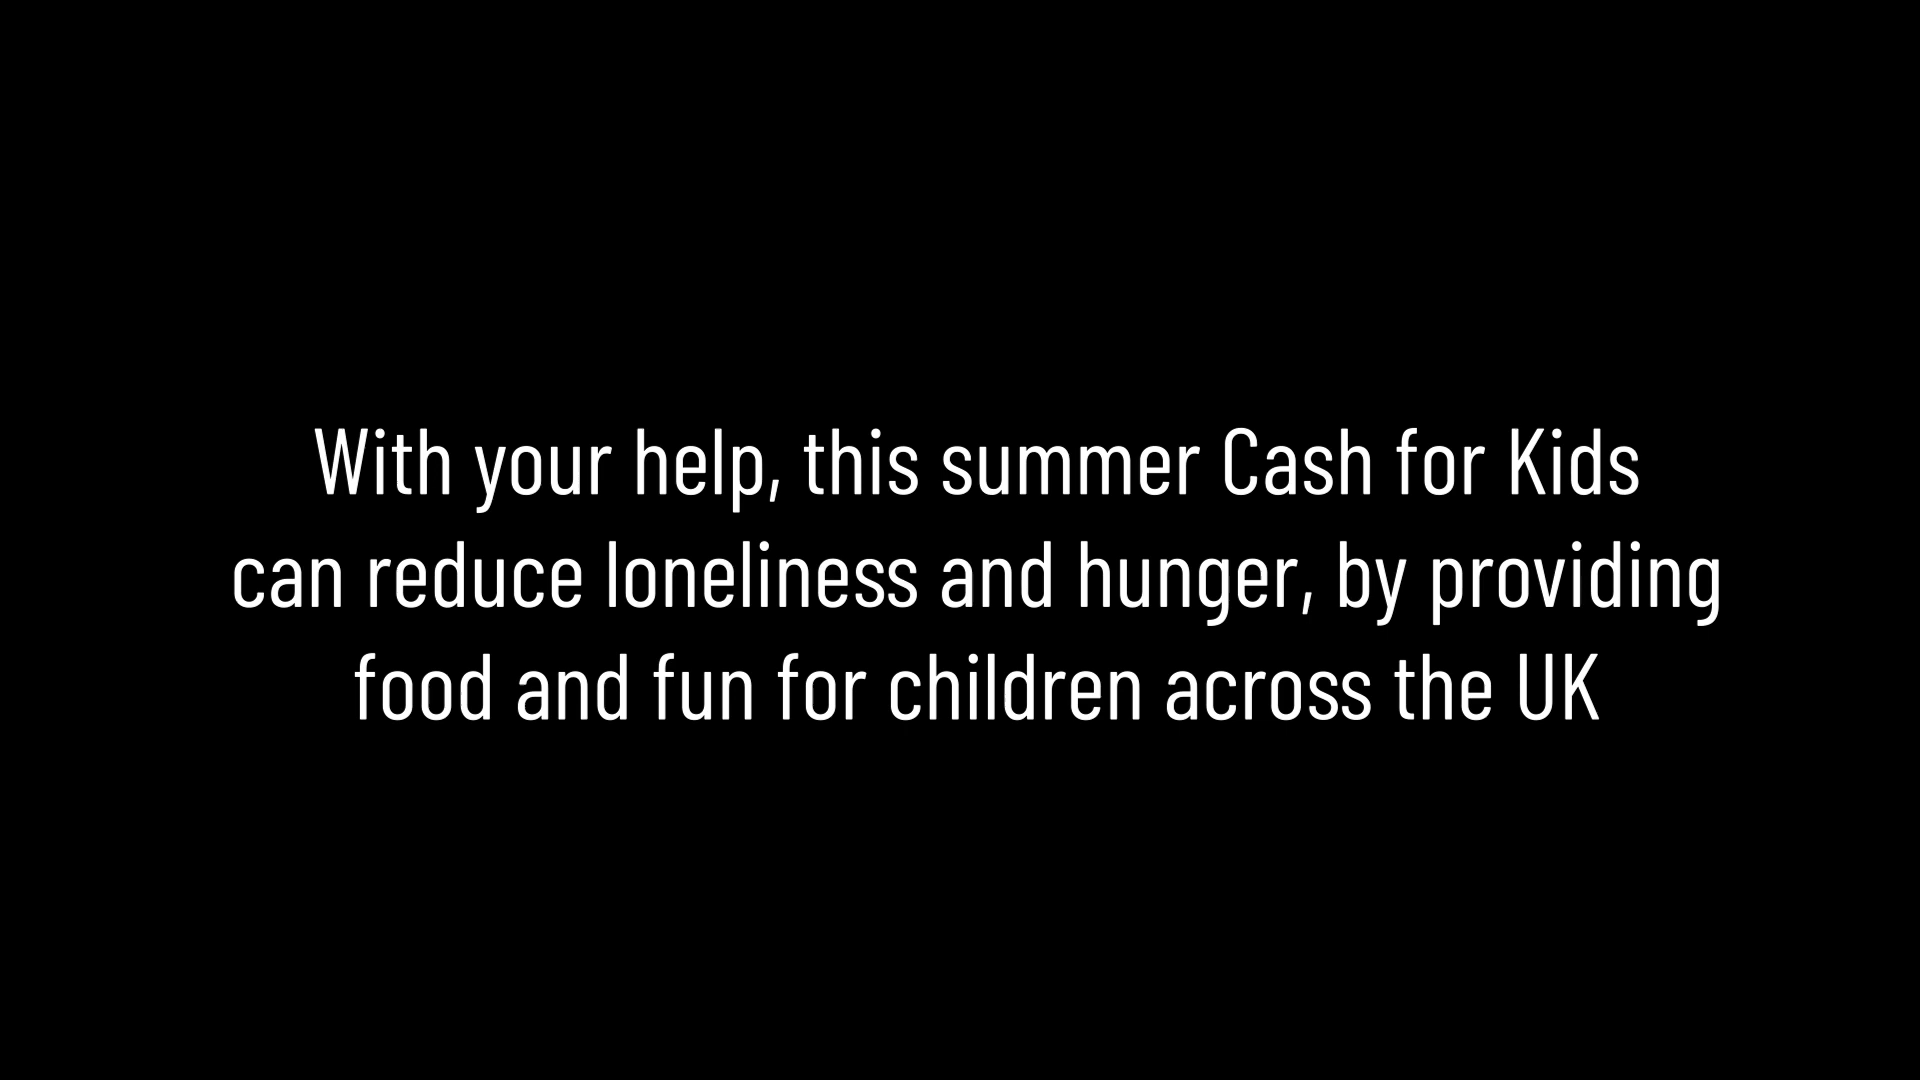 With your help, this summer Cash for Kids
can reduce loneliness and hunger, by providing
food and fun for children across the UK